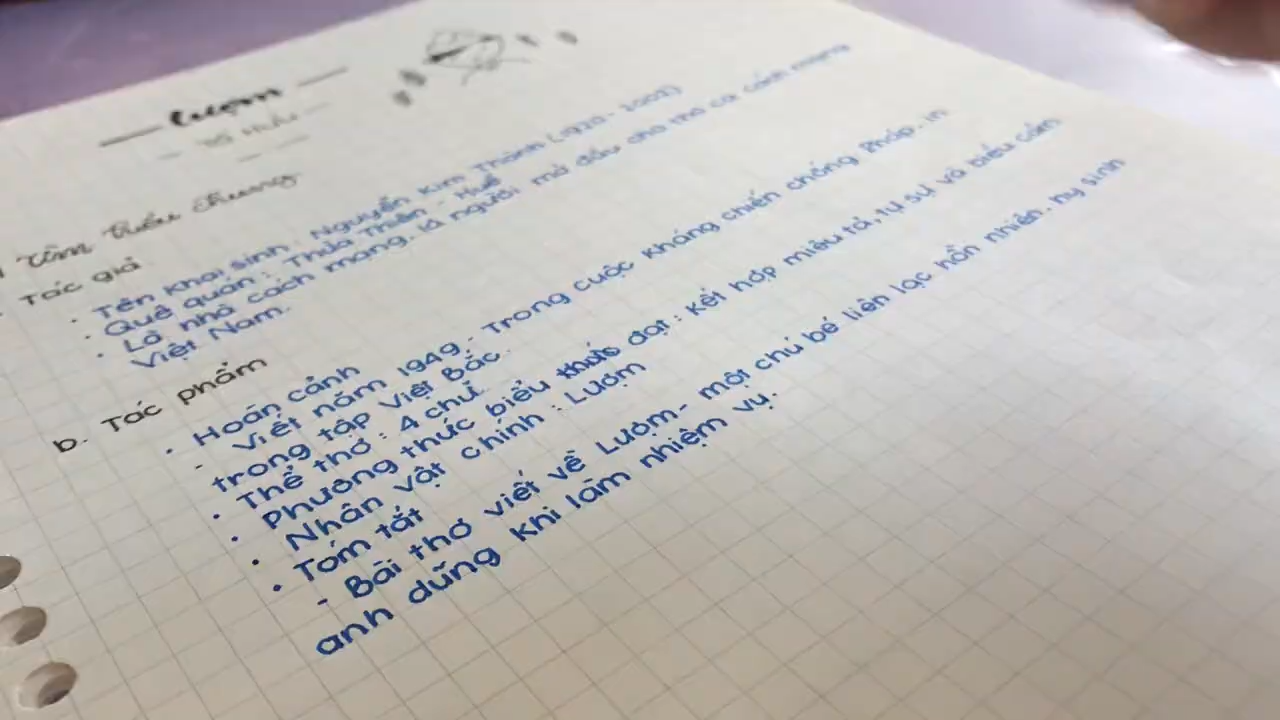 Lượm
Tố Hữu
Tìm hiểu chung
Tác giả
• Tên khai sinh: Nguyễn Kim Thành (1920 - 2002)
• Quê quán: Thừa Thiên - Huế
• Là nhà cách mạng, là người mở đầu cho thơ ca cách mạng
Việt Nam.
b. Tác phẩm
• Hoàn cảnh
- Viết năm 1949 - Trong cuộc kháng chiến chống Pháp, in
trong tập Việt Bắc.
• Thể thơ: 4 chữ
• Phương thức biểu đạt: kết hợp miêu tả, tự sự và biểu cảm
• Nhân vật chính: Lượm
• Tóm tắt
- Bài thơ viết về Lượm - một chú bé liên lạc hồn nhiên, hy sinh
anh dũng khi làm nhiệm vụ.